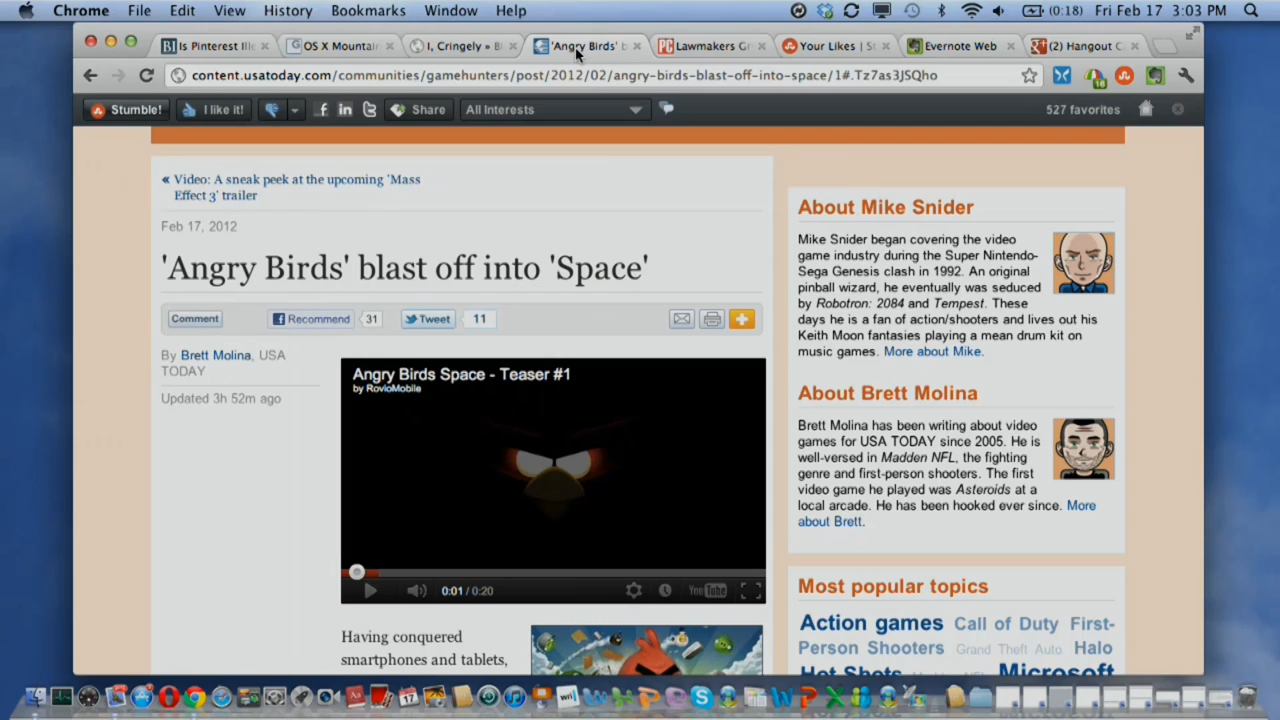 Chrome File Edit View History Bookmarks Window Help
(0:18) Fri Feb 17 3:03 PM
Is Pinterest Ille
OS X Mountain
I, Cringely » B
'Angry Birds' b
Lawmakers Gr
Your Likes | St
Evernote Web
(2) Hangout C
content.usatoday.com/communities/gamehunters/post/2012/02/angry-birds-blast-off-into-space/1#.Tz7as3JSQho
Stumble! I like it! Share All Interests 527 favorites
« Video: A sneak peek at the upcoming 'Mass
Effect 3' trailer
Feb 17, 2012
'Angry Birds' blast off into 'Space'
Comment Recommend 31 Tweet 11
By Brett Molina, USA
TODAY
Updated 3h 52m ago
Angry Birds Space - Teaser #1
by RovioMobile
0:01 / 0:20
YouTube
Having conquered
smartphones and tablets,
About Mike Snider
Mike Snider began covering the video
game industry during the Super Nintendo-
Sega Genesis clash in 1992. An original
pinball wizard, he eventually was seduced
by Robotron: 2084 and Tempest. These
days he is a fan of action/shooters and lives out his
Keith Moon fantasies playing a mean drum kit on
music games. More about Mike.
About Brett Molina
Brett Molina has been writing about video
games for USA TODAY since 2005. He is
well-versed in Madden NFL, the fighting
genre and first-person shooters. The first
video game he played was Asteroids at a
local arcade. He has been hooked ever since. More
about Brett.
Most popular topics
Action games Call of Duty First-
Person Shooters Grand Theft Auto Halo
Hot Shots Microsoft